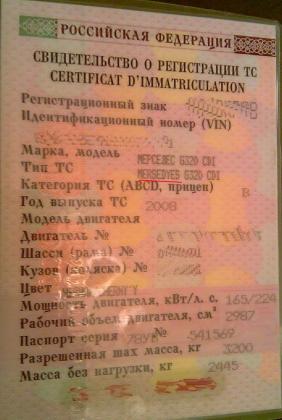 РОССИЙСКАЯ ФЕДЕРАЦИЯ
СВИДЕТЕЛЬСТВО О РЕГИСТРАЦИИ ТС
CERTIFICAT D'IMMATRICULATION
Регистрационный знак
Идентификационный номер (VIN)
Марка, модель МЕРСЕДЕС G320 CDI
Тип ТС MERSEDYES G320 CDI
Категория ТС (ABCD, прицеп) B
Год выпуска ТС 2008
Модель двигателя
Двигатель №
Шасси (рама) №
Кузов (коляска) №
Цвет
Мощность двигателя, кВт/л. с. 165/224
Рабочий объем двигателя, см³ 2987
Паспорт серия № 541569
Разрешенная max масса, кг 3200
Масса без нагрузки, кг 2445